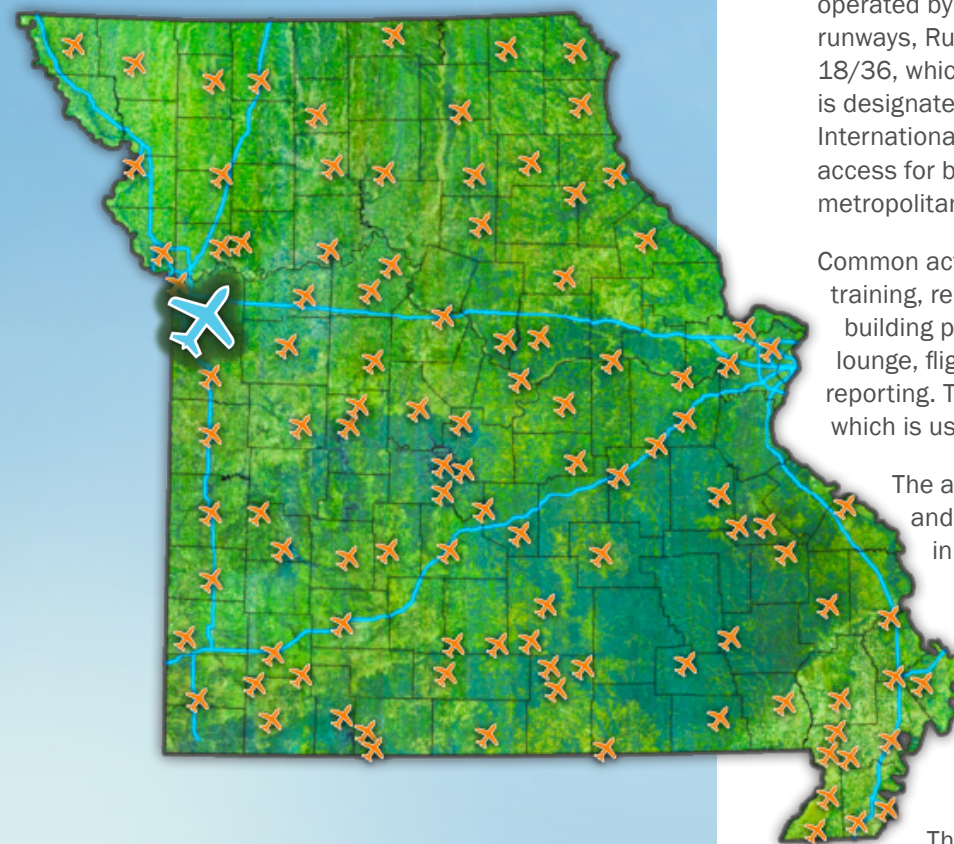 operated by
runways, Ru
18/36, whic
is designate
Internationa
access for b
metropolitar
Common act
training, re
building p
lounge, flig
reporting. T
which is us
The a
and
in
Th